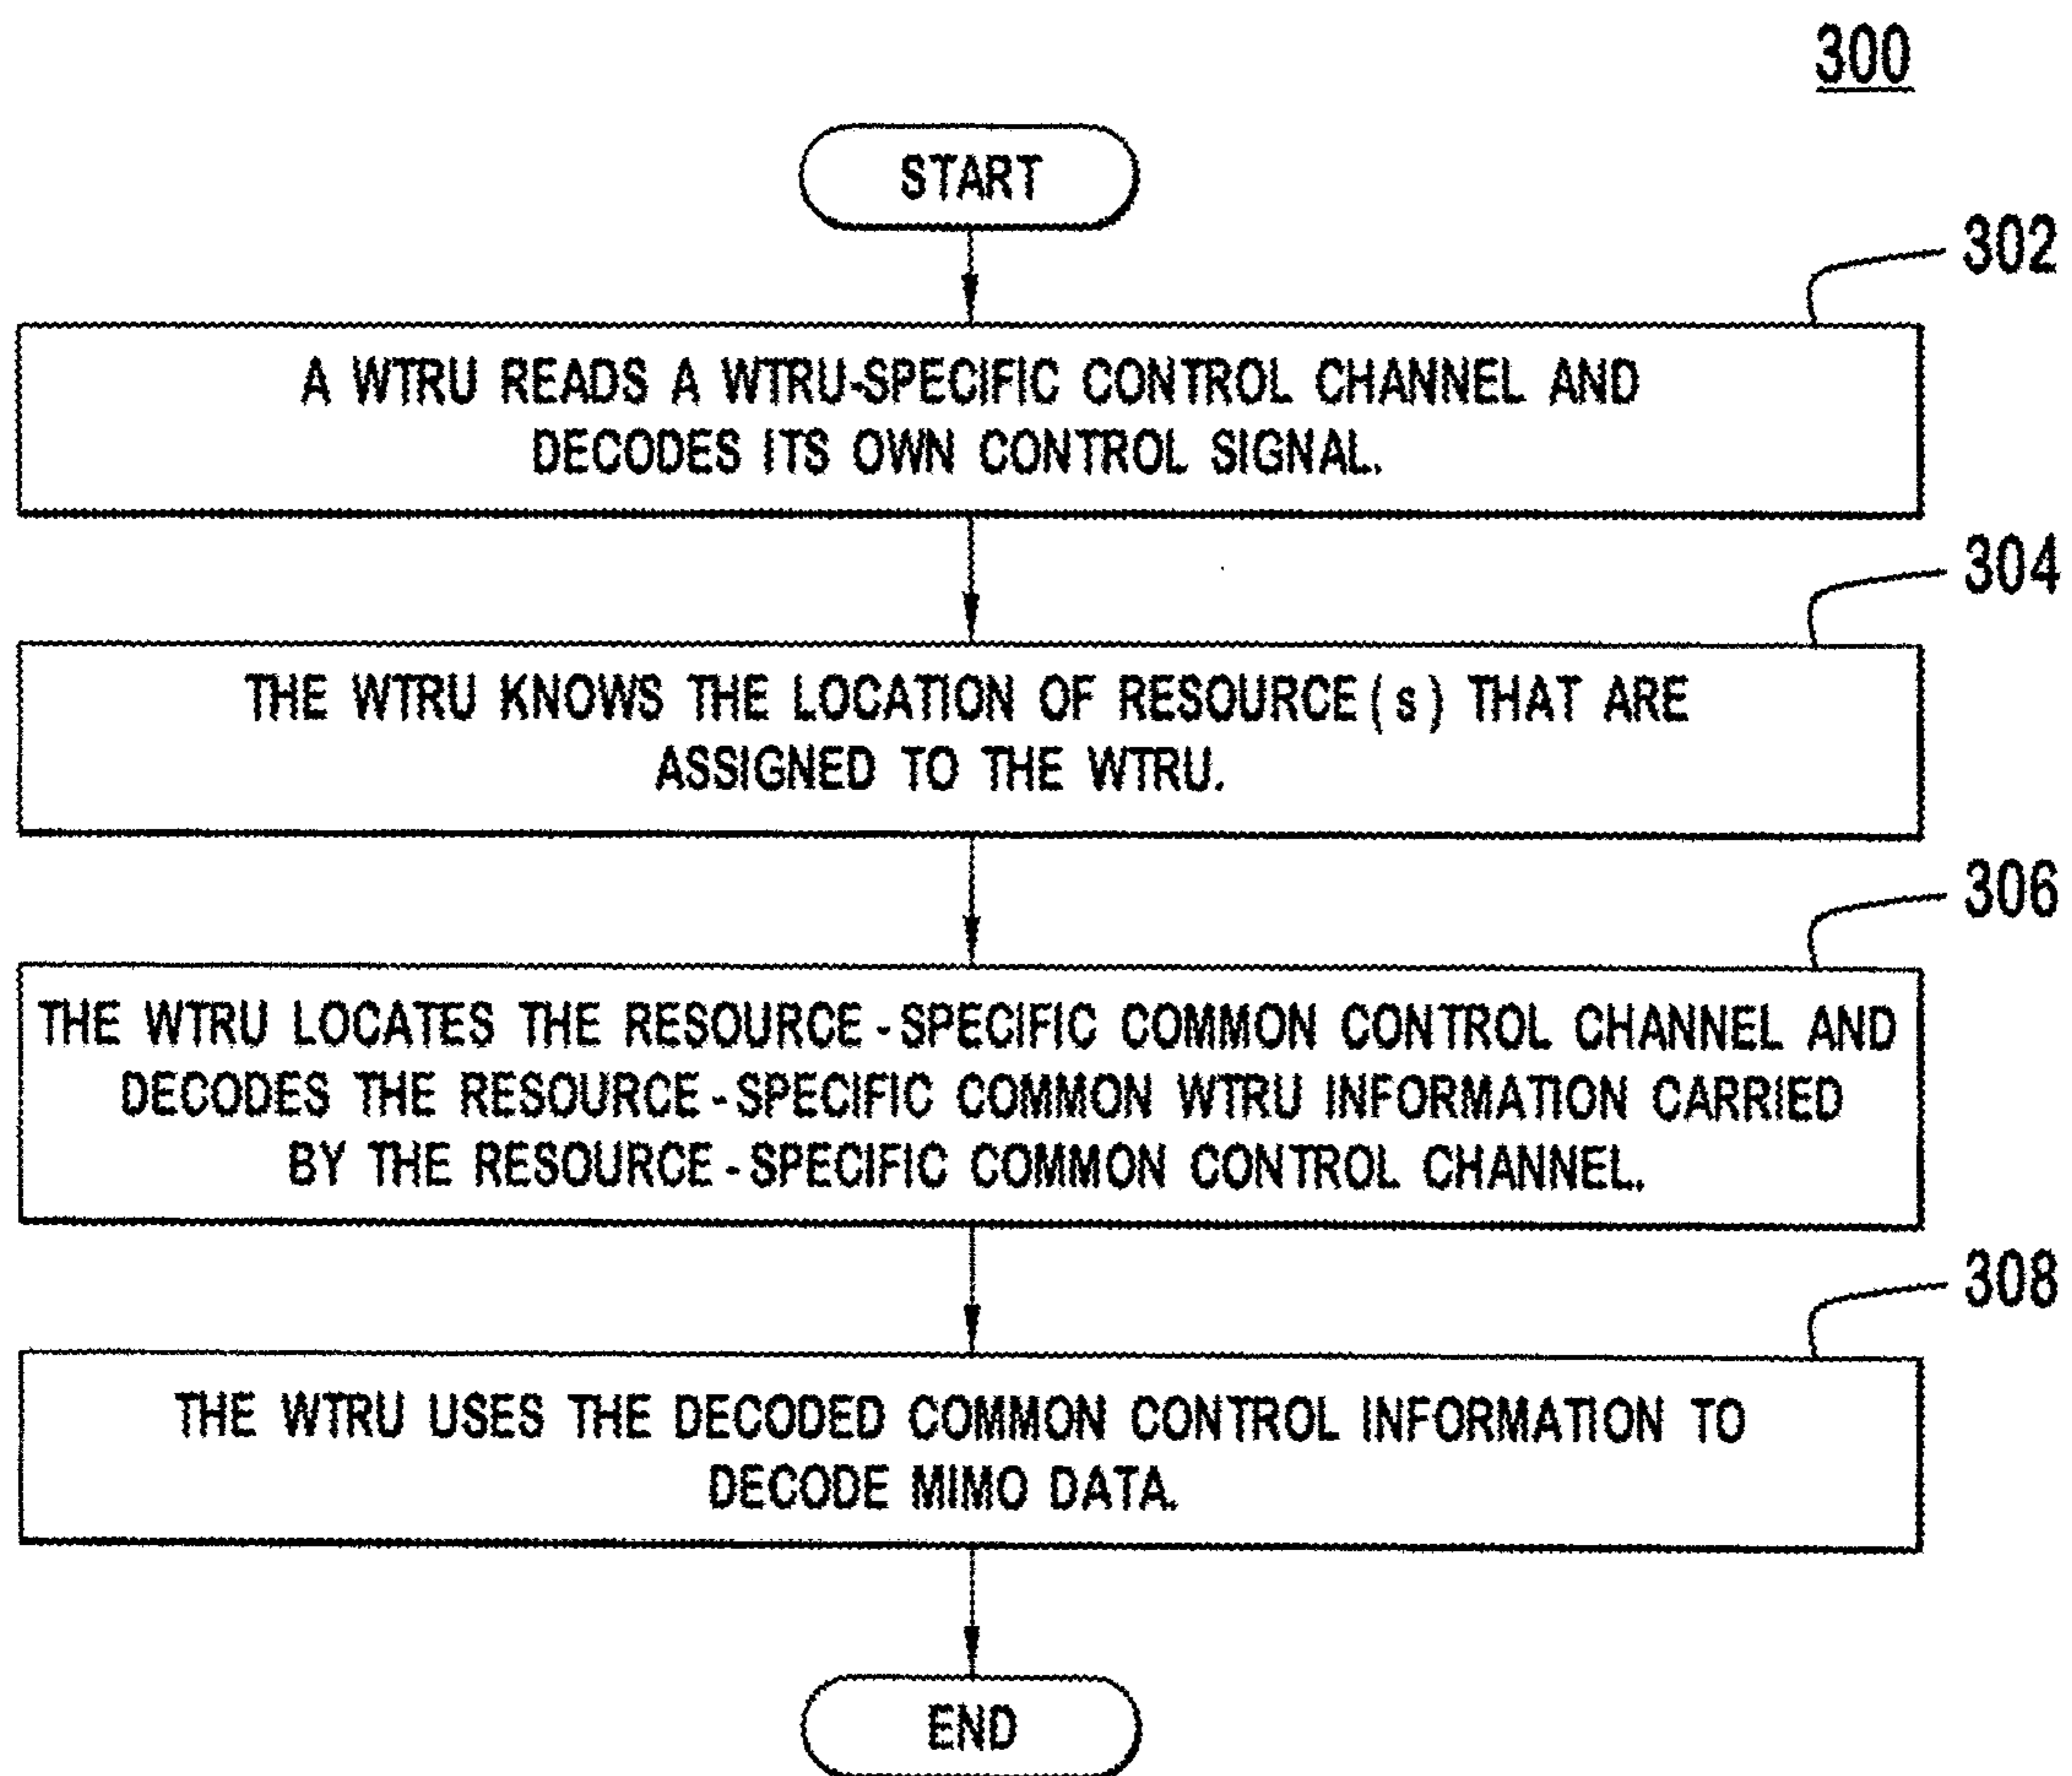 300
START
302
A WTRU READS A WTRU-SPECIFIC CONTROL CHANNEL AND
DECODES ITS OWN CONTROL SIGNAL.
304
THE WTRU KNOWS THE LOCATION OF RESOURCE(s) THAT ARE
ASSIGNED TO THE WTRU.
306
THE WTRU LOCATES THE RESOURCE-SPECIFIC COMMON CONTROL CHANNEL AND
DECODES THE RESOURCE-SPECIFIC COMMON WTRU INFORMATION CARRIED
BY THE RESOURCE-SPECIFIC COMMON CONTROL CHANNEL.
308
THE WTRU USES THE DECODED COMMON CONTROL INFORMATION TO
DECODE MIMO DATA.
END